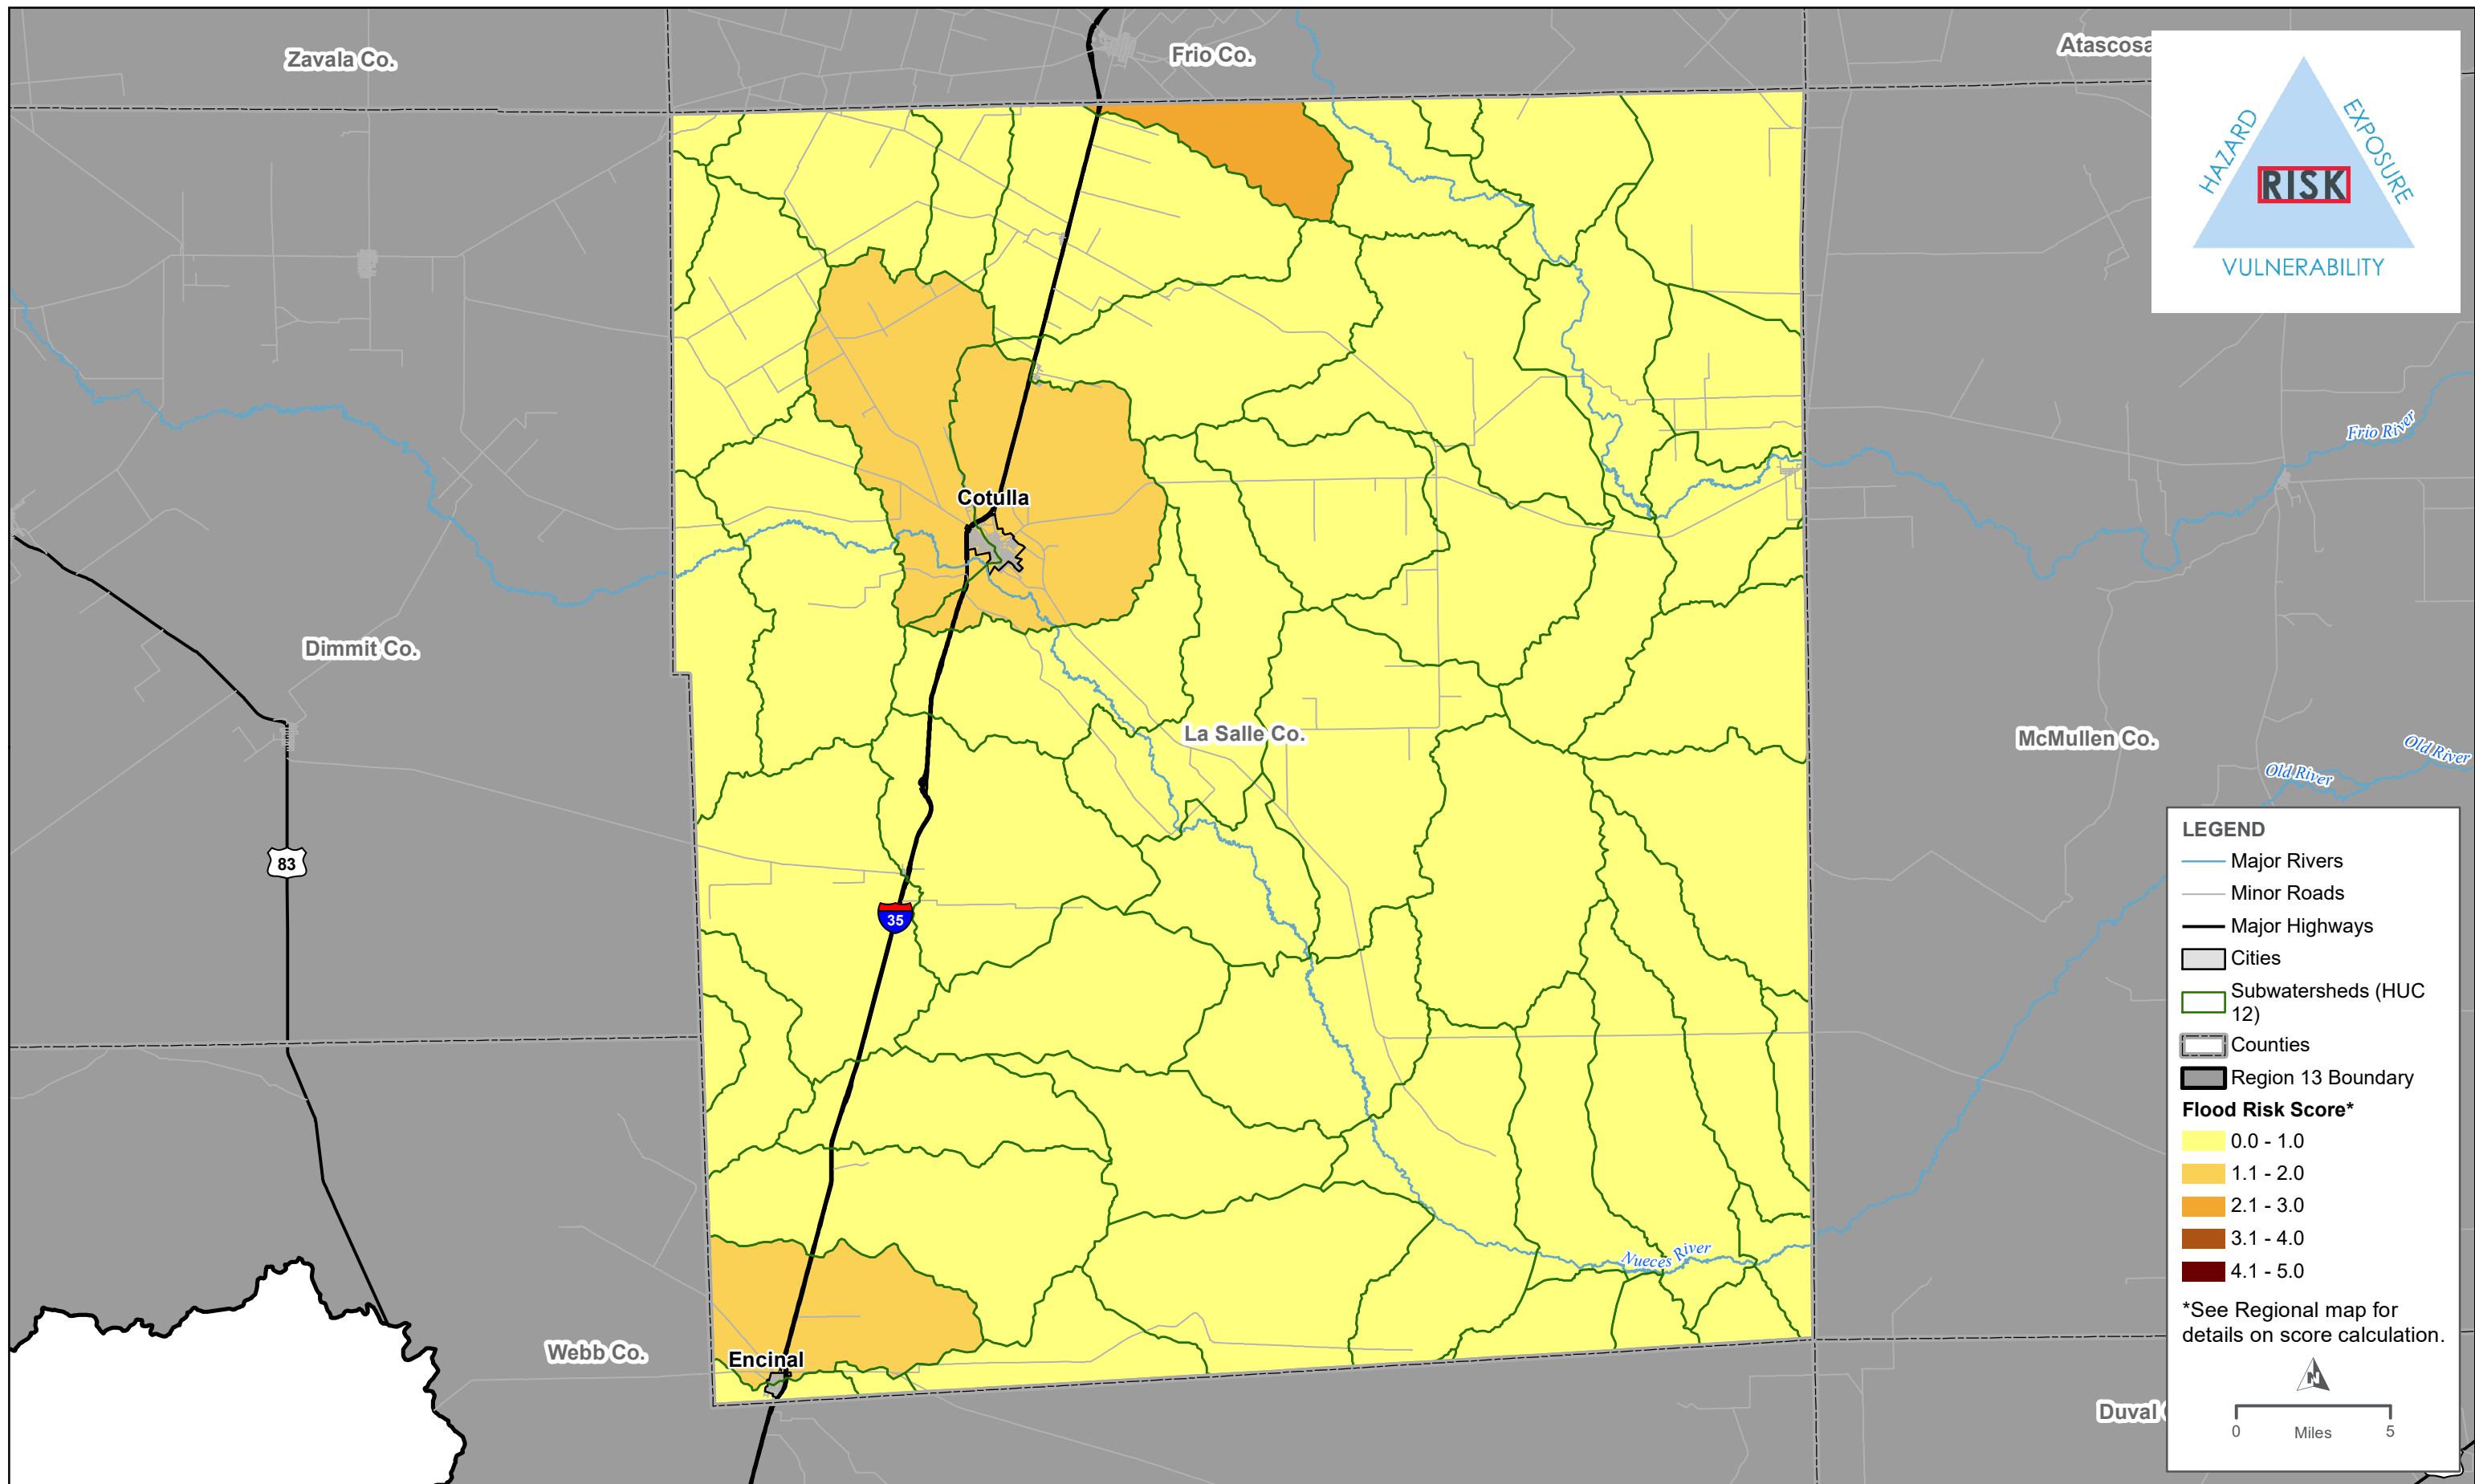 Zavala Co.
Frio Co.
Atascosa
HAZARD
EXPOSURE
RISK
VULNERABILITY
Frio River
Cotulla
Dimmit Co.
La Salle Co.
McMullen Co.
Old River
Old River
83
35
Nueces River
Webb Co.
Encinal
Duval
LEGEND
Major Rivers
Minor Roads
Major Highways
Cities
Subwatersheds (HUC
12)
Counties
Region 13 Boundary
Flood Risk Score*
0.0 - 1.0
1.1 - 2.0
2.1 - 3.0
3.1 - 4.0
4.1 - 5.0
*See Regional map for
details on score calculation.
N
0 Miles 5